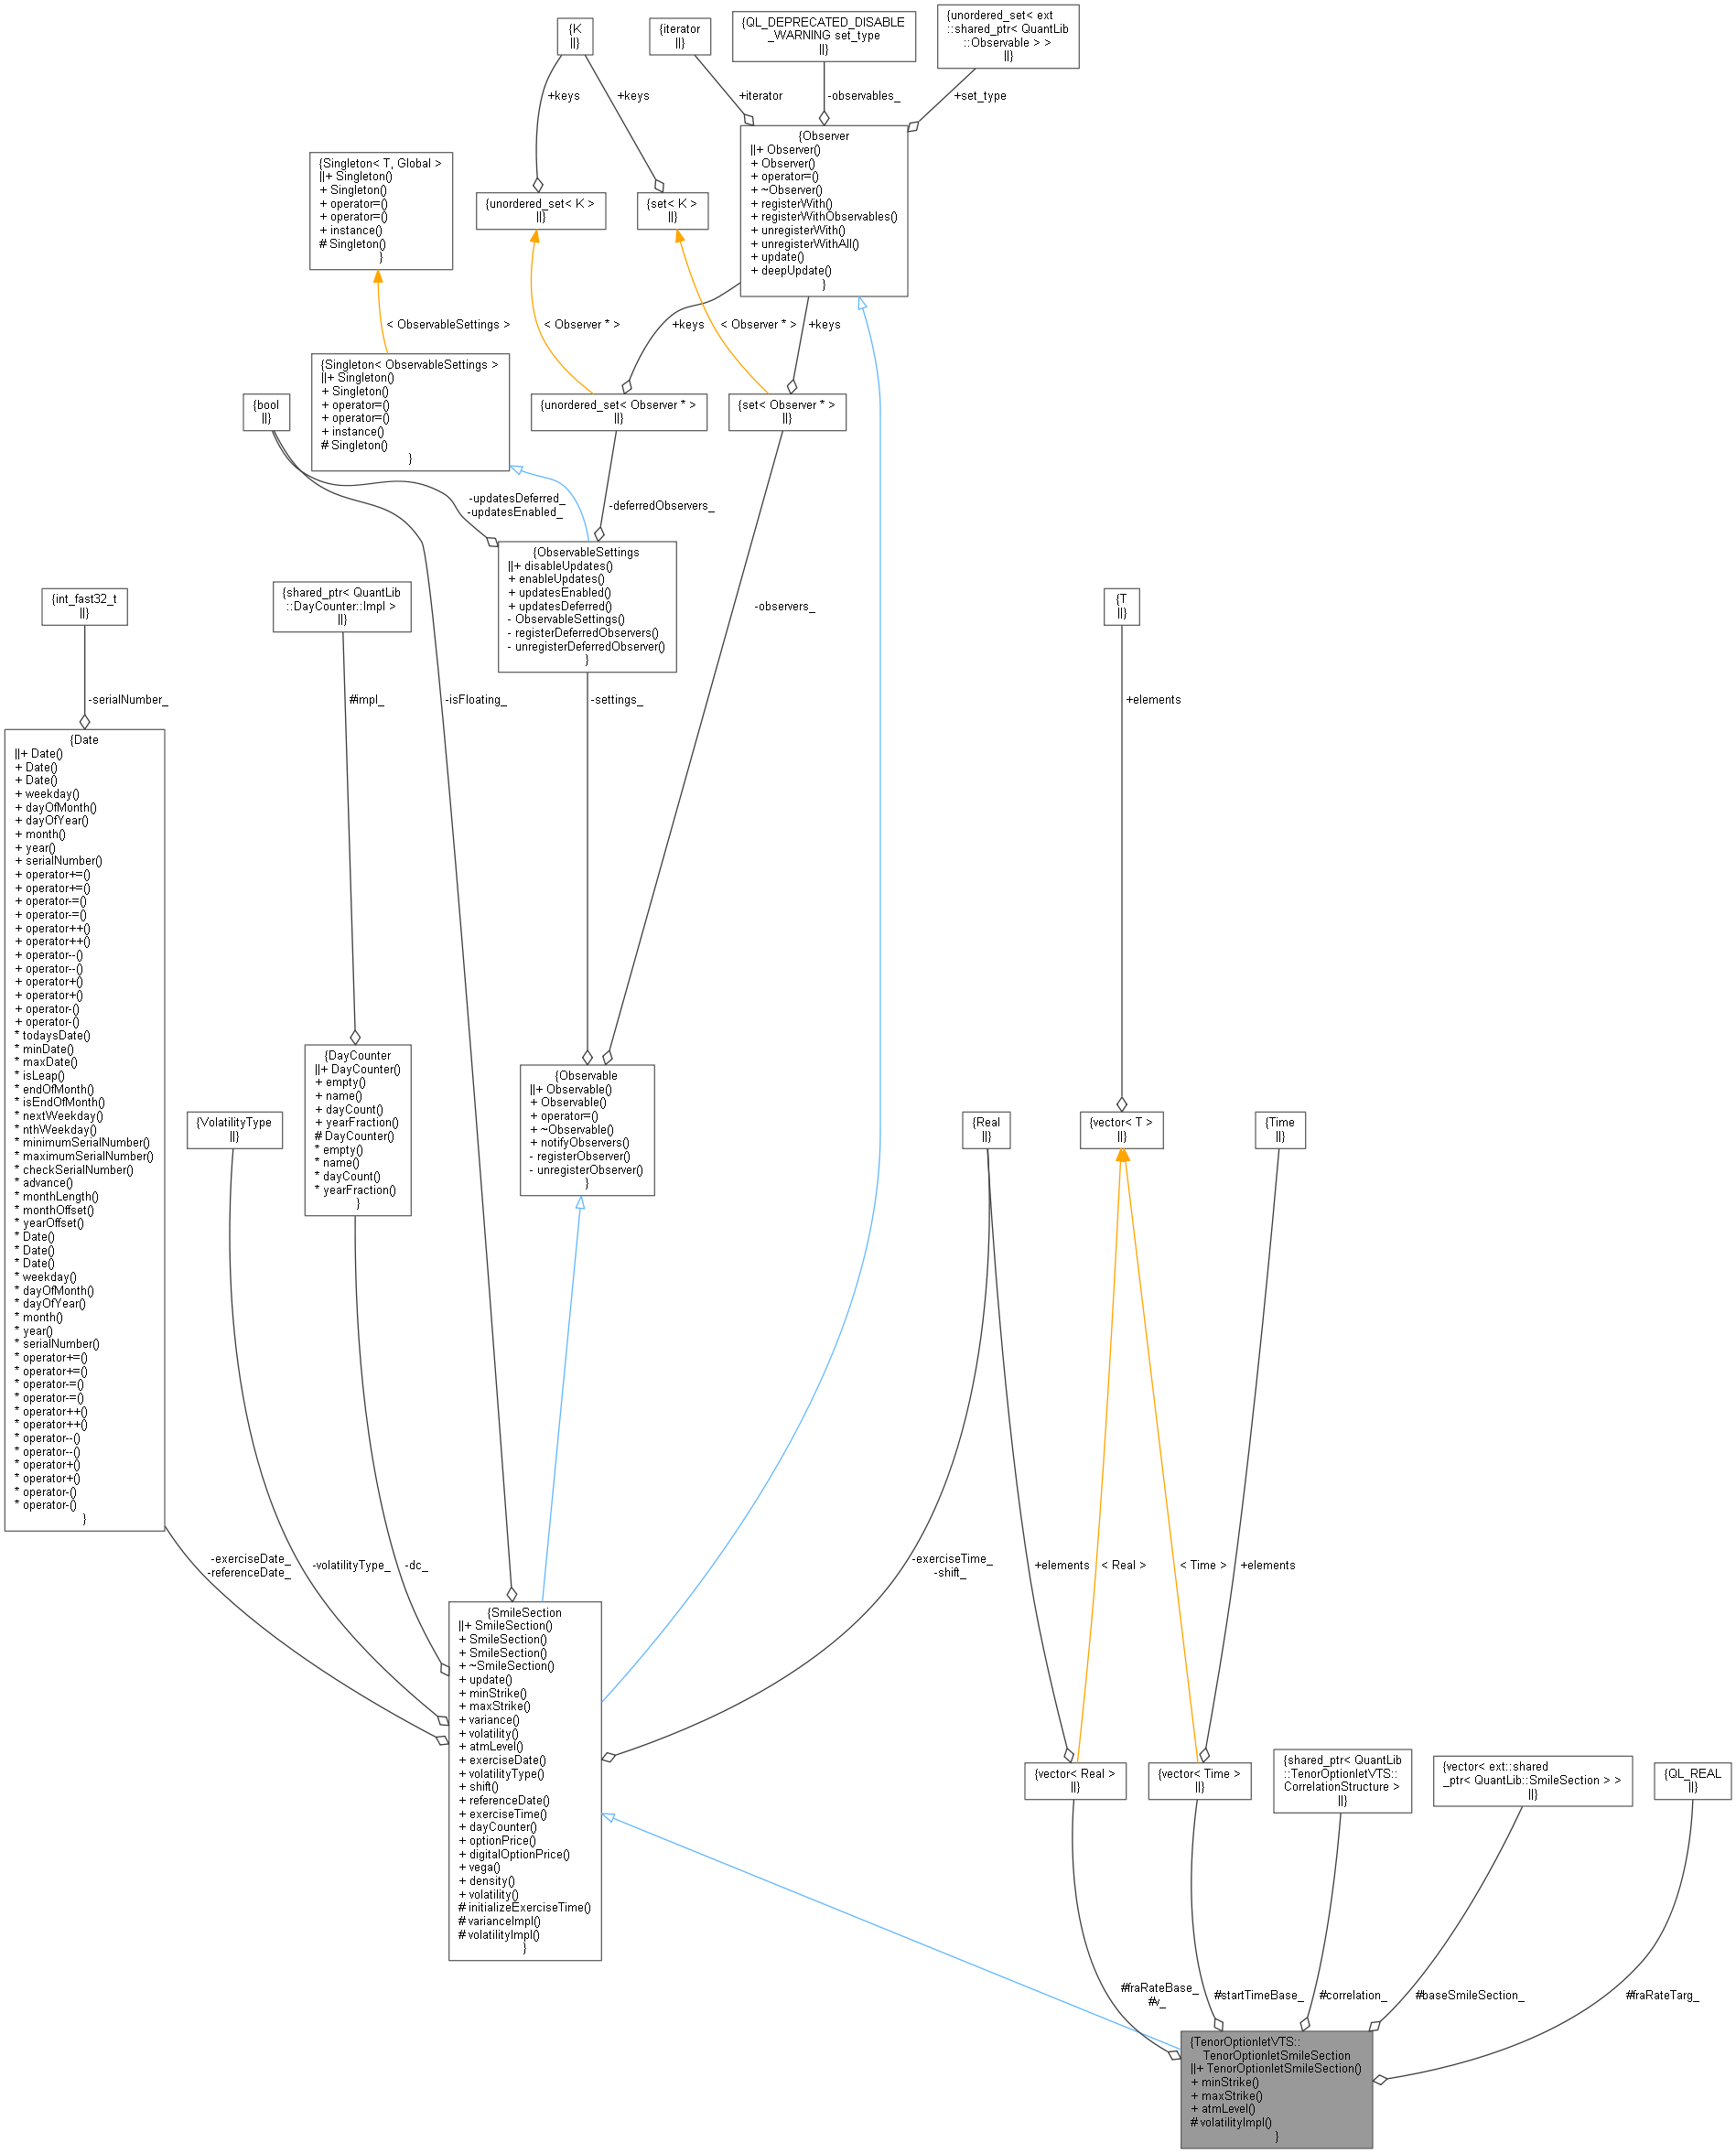 {K
||}
{iterator
||}
{QL_DEPRECATED_DISABLE
_WARNING set_type
||}
{unordered_set< ext
::shared_ptr< QuantLib
::Observable > >
||}
+keys
+keys
+iterator
-observables_
+set_type
{Observer
||+ Observer()
+ Observer()
+ operator=()
+ ~Observer()
+ registerWith()
+ registerWithObservables()
+ unregisterWith()
+ unregisterWithAll()
+ update()
+ deepUpdate()
}
{Singleton< T, Global >
||+ Singleton()
+ Singleton()
+ operator=()
+ operator=()
+ instance()
# Singleton()
}
{unordered_set< K >
||}
{set< K >
||}
< ObservableSettings >
< Observer * >
+keys
< Observer * >
+keys
{Singleton< ObservableSettings >
||+ Singleton()
+ Singleton()
+ operator=()
+ operator=()
+ instance()
# Singleton()
}
{bool
||}
{unordered_set< Observer * >
||}
{set< Observer * >
||}
-updatesDeferred_
-updatesEnabled_
-deferredObservers_
{ObservableSettings
||+ disableUpdates()
+ enableUpdates()
+ updatesEnabled()
+ updatesDeferred()
- ObservableSettings()
- registerDeferredObservers()
- unregisterDeferredObserver()
}
{int_fast32_t
||}
{shared_ptr< QuantLib
::DayCounter::Impl >
||}
-observers_
{T
||}
-serialNumber_
#impl_
-isFloating_
-settings_
+elements
{Date
||+ Date()
+ Date()
+ Date()
+ weekday()
+ dayOfMonth()
+ dayOfYear()
+ month()
+ year()
+ serialNumber()
+ operator+=()
+ operator+=()
+ operator-=()
+ operator-=()
+ operator++()
+ operator++()
+ operator--()
+ operator--()
+ operator+()
+ operator+()
+ operator-()
+ operator-()
* todaysDate()
* minDate()
* maxDate()
* isLeap()
* endOfMonth()
* isEndOfMonth()
* nextWeekday()
* nthWeekday()
* minimumSerialNumber()
* maximumSerialNumber()
* checkSerialNumber()
* advance()
* monthLength()
* monthOffset()
* yearOffset()
* Date()
* Date()
* Date()
* weekday()
* dayOfMonth()
* dayOfYear()
* month()
* year()
* serialNumber()
* operator+=()
* operator+=()
* operator-=()
* operator-=()
* operator++()
* operator++()
* operator--()
* operator--()
* operator+()
* operator+()
* operator-()
* operator-()
}
{VolatilityType
||}
{DayCounter
||+ DayCounter()
+ empty()
+ name()
+ dayCount()
+ yearFraction()
# DayCounter()
* empty()
* name()
* dayCount()
* yearFraction()
}
{Observable
||+ Observable()
+ Observable()
+ operator=()
+ ~Observable()
+ notifyObservers()
- registerObserver()
- unregisterObserver()
}
{Real
||}
{vector< T >
||}
{Time
||}
-exerciseDate_
-referenceDate_
-volatilityType_
-dc_
-exerciseTime_
-shift_
+elements
< Real >
< Time >
+elements
{SmileSection
||+ SmileSection()
+ SmileSection()
+ SmileSection()
+ ~SmileSection()
+ update()
+ minStrike()
+ maxStrike()
+ variance()
+ volatility()
+ atmLevel()
+ exerciseDate()
+ volatilityType()
+ shift()
+ referenceDate()
+ exerciseTime()
+ dayCounter()
+ optionPrice()
+ digitalOptionPrice()
+ vega()
+ density()
+ volatility()
# initializeExerciseTime()
# varianceImpl()
# volatilityImpl()
}
{vector< Real >
||}
{vector< Time >
||}
{shared_ptr< QuantLib
::TenorOptionletVTS::
CorrelationStructure >
||}
{vector< ext::shared
_ptr< QuantLib::SmileSection > >
||}
{QL_REAL
||}
#fraRateBase_
#v_
#startTimeBase_
#correlation_
#baseSmileSection_
#fraRateTarg_
{TenorOptionletVTS::
TenorOptionletSmileSection
||+ TenorOptionletSmileSection()
+ minStrike()
+ maxStrike()
+ atmLevel()
# volatilityImpl()
}